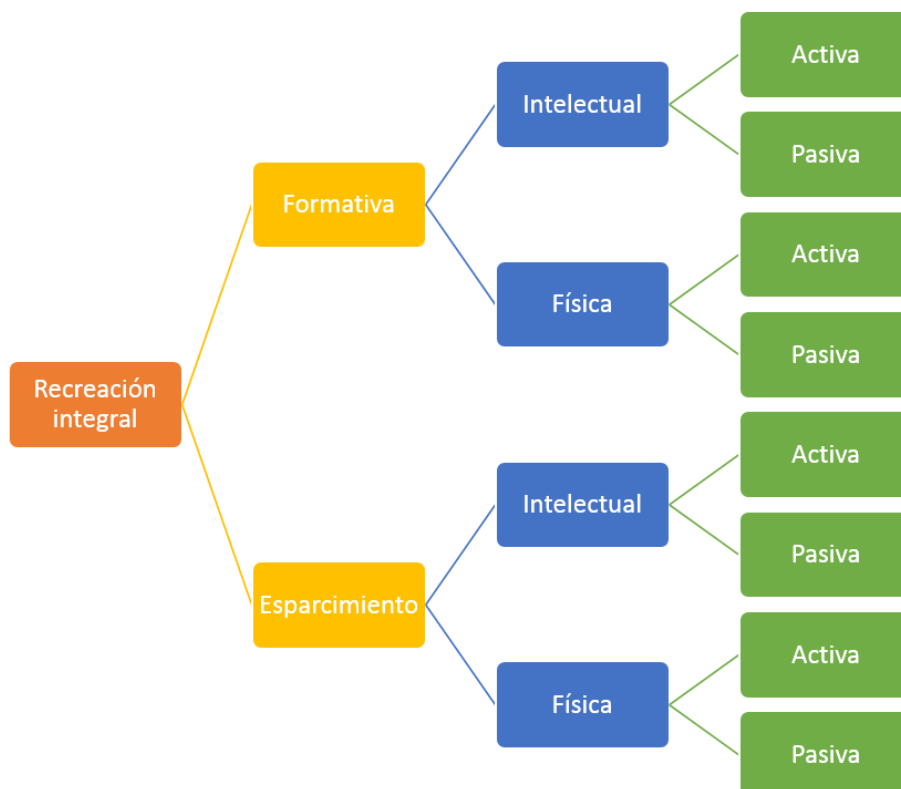 Recreación
integral
Formativa
Intelectual
Activa
Pasiva
Física
Activa
Pasiva
Esparcimiento
Intelectual
Activa
Pasiva
Física
Activa
Pasiva